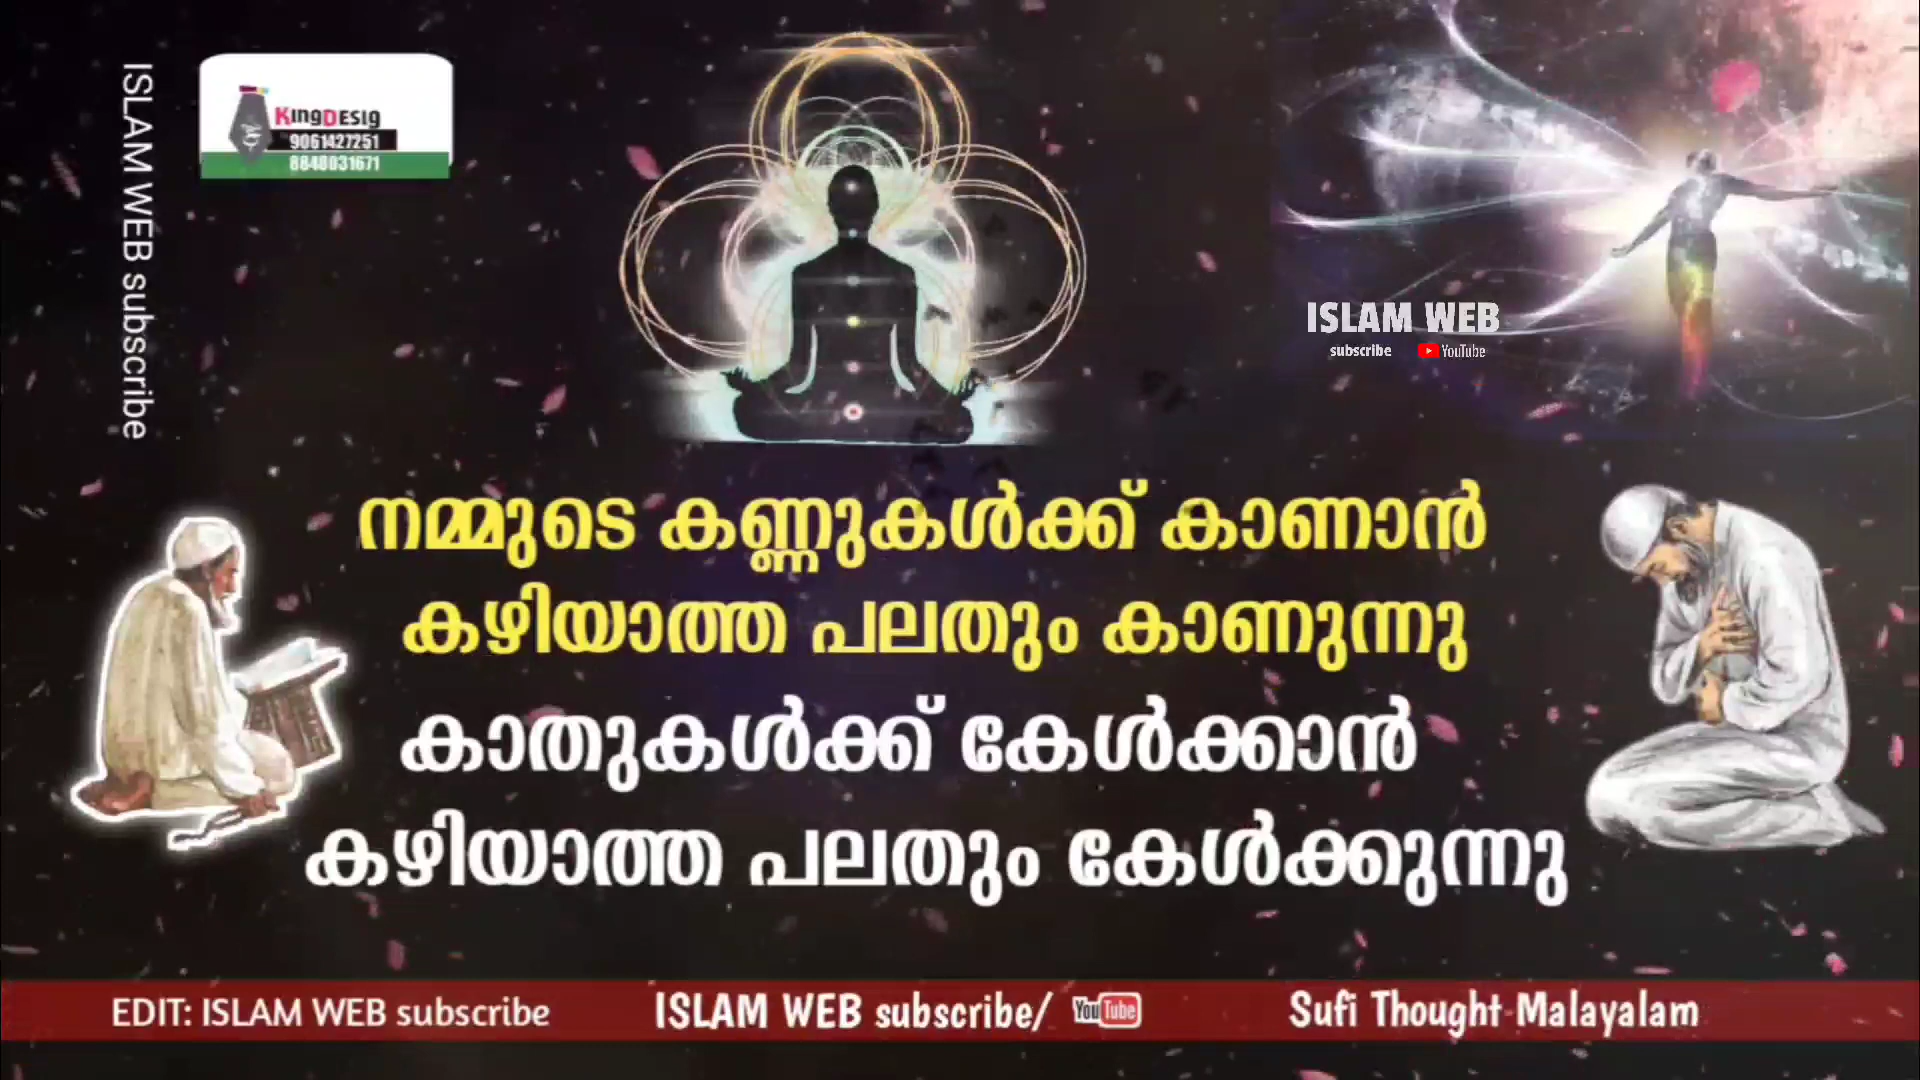 ISLAM WEB subscribe
KingDesig
9061427251
8848031671
ISLAM WEB
subscribe YouTube
നമ്മുടെ കണ്ണുകൾക്ക് കാണാൻ
കഴിയാത്ത പലതും കാണുന്നു
കാതുകൾക്ക് കേൾക്കാൻ
കഴിയാത്ത പലതും കേൾക്കുന്നു
EDIT: ISLAM WEB subscribe ISLAM WEB subscribe/ YouTube Sufi Thought Malayalam